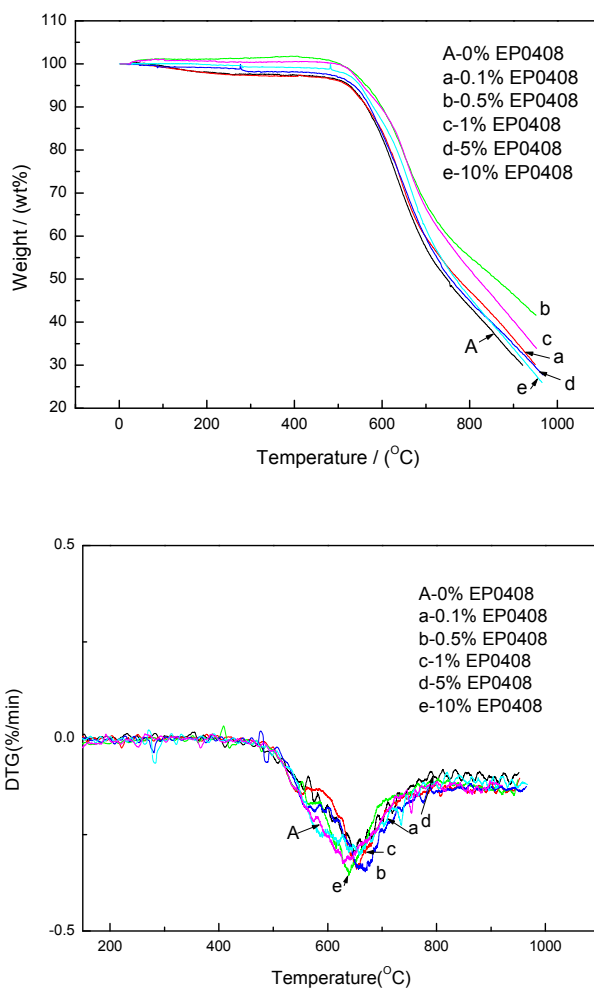 110
100
90
80
70
60
50
40
30
20
Weight / (wt%)
A-0% EP0408
a-0.1% EP0408
b-0.5% EP0408
c-1% EP0408
d-5% EP0408
e-10% EP0408
b
c
A
a
e
d
0 200 400 600 800 1000
Temperature / (°C)
0.5
0.0
-0.5
DTG(%/min)
A-0% EP0408
a-0.1% EP0408
b-0.5% EP0408
c-1% EP0408
d-5% EP0408
e-10% EP0408
A
a
d
c
b
e
200 400 600 800 1000
Temperature(°C)